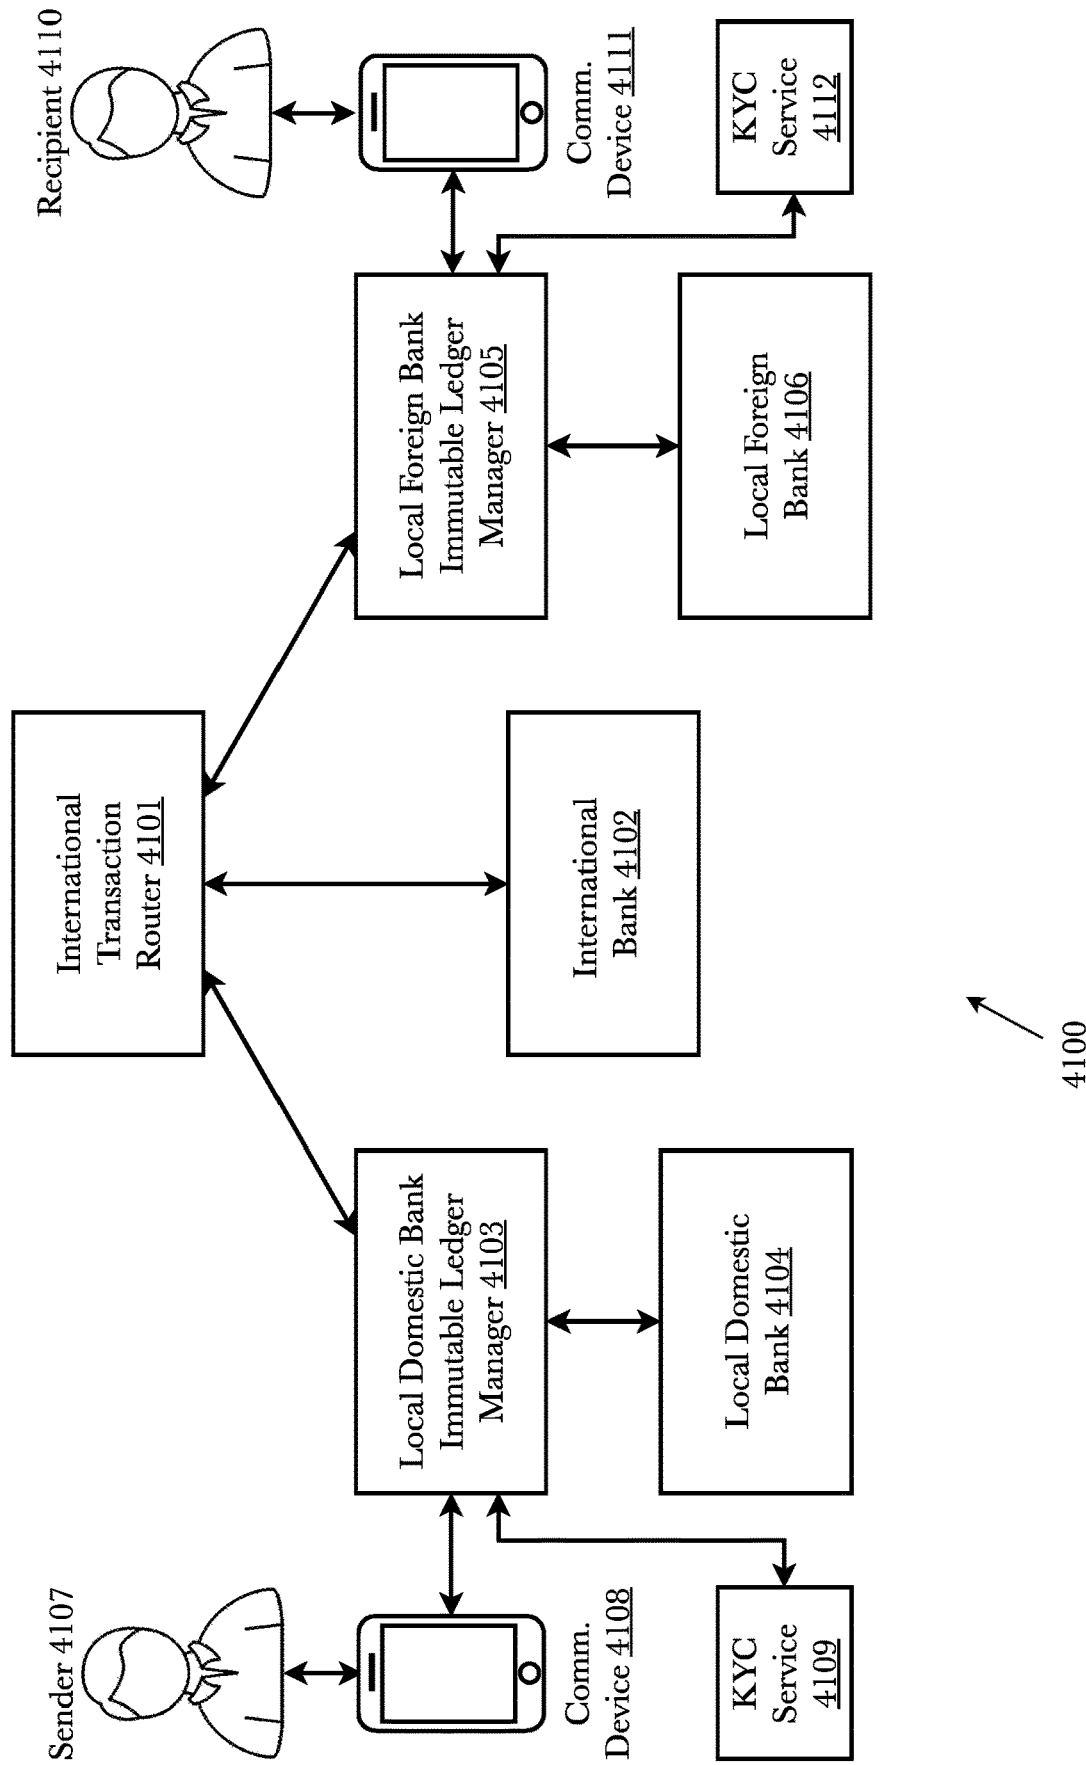 International
Transaction
Router 4101
Sender 4107
Recipient 4110
Local Domestic Bank
Immutable Ledger
Manager 4103
Local Foreign Bank
Immutable Ledger
Manager 4105
International
Bank 4102
Comm.
Device 4108
Comm.
Device 4111
KYC
Service
4109
Local Domestic
Bank 4104
Local Foreign
Bank 4106
KYC
Service
4112
4100